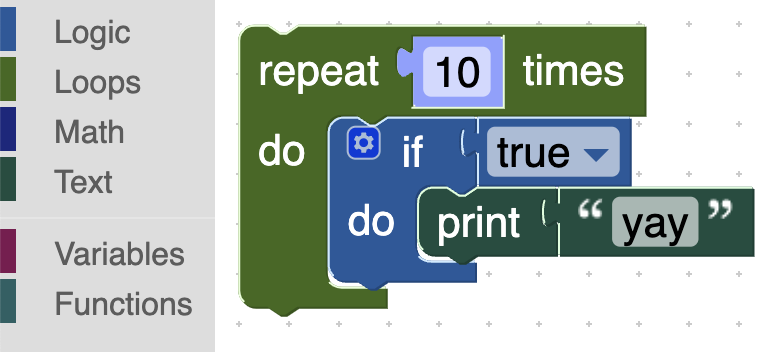 Logic
Loops
Math
Text
Variables
Functions
repeat 10 times
do if true
do print “ yay ”